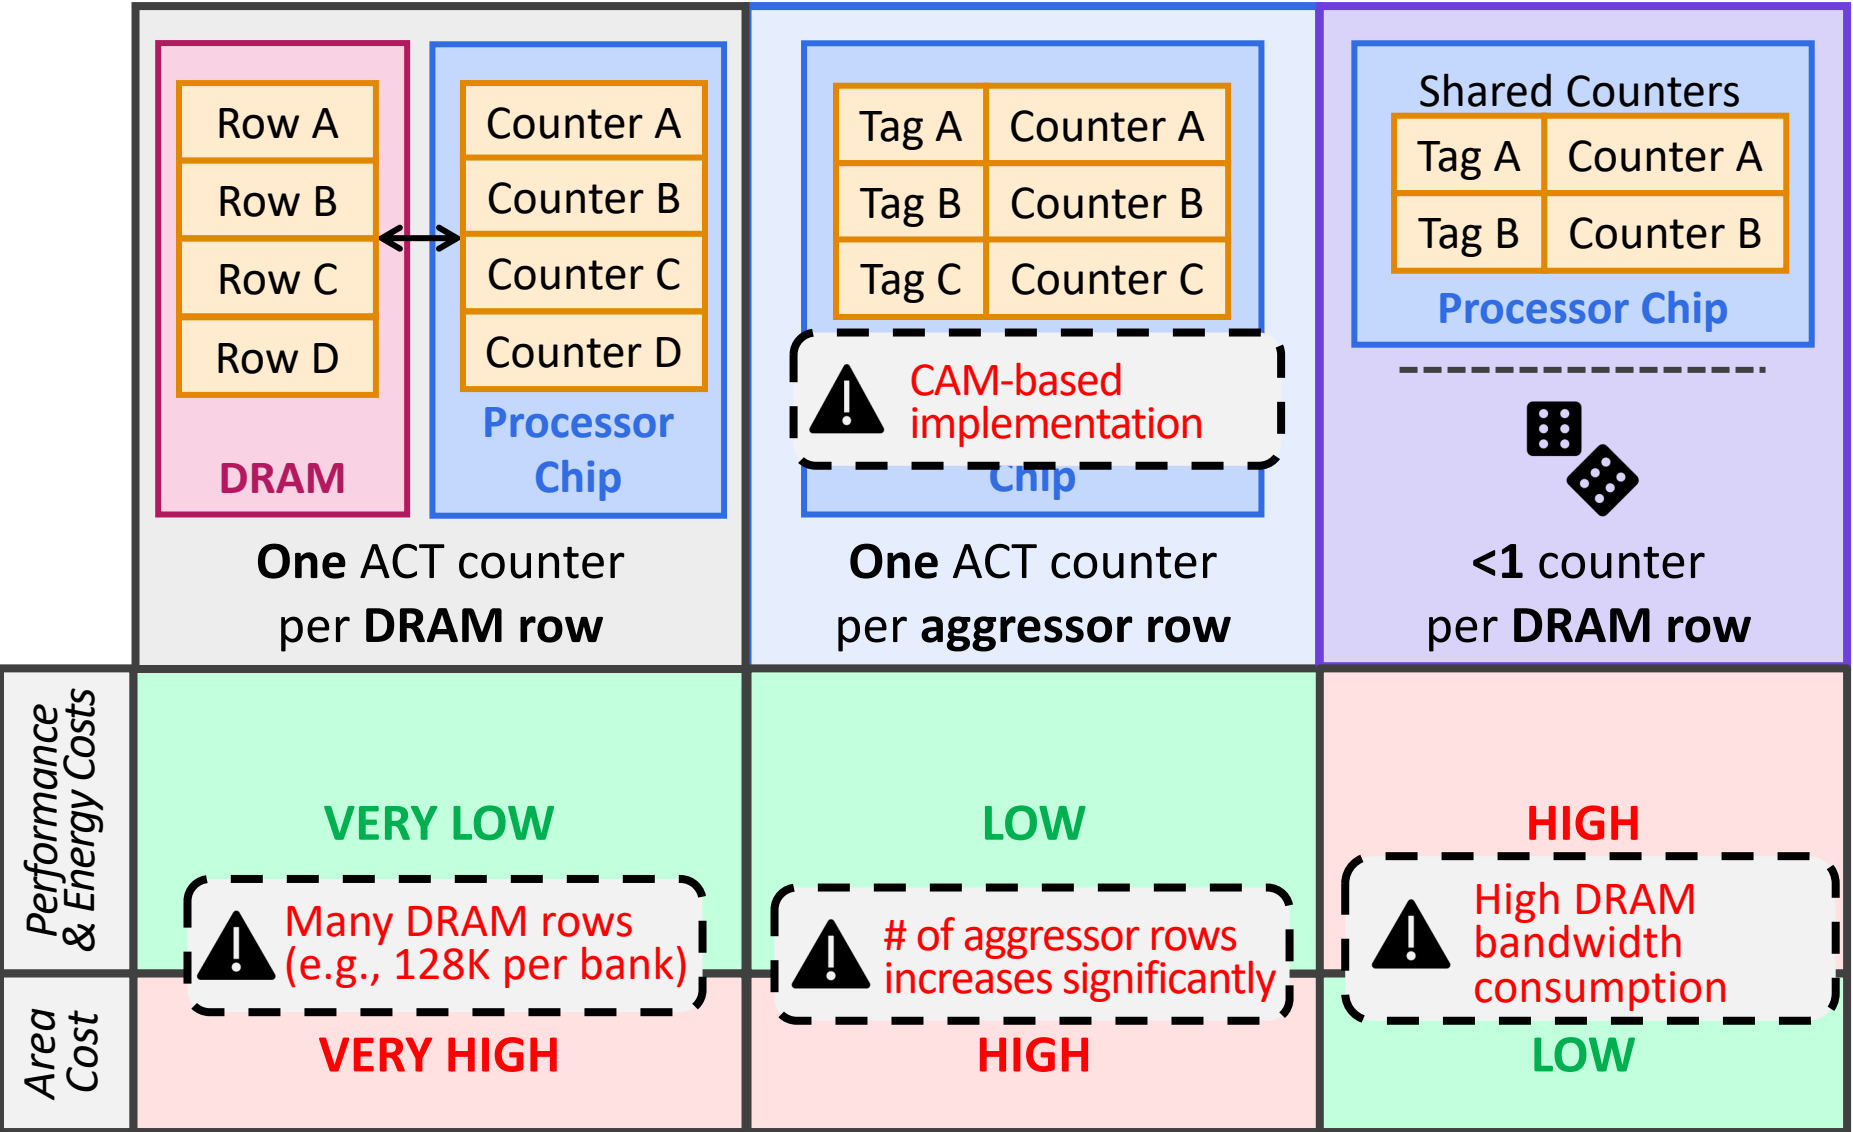 Row A
Row B
Row C
Row D
DRAM
Counter A
Counter B
Counter C
Counter D
Processor
Chip
One ACT counter
per DRAM row
Tag A Counter A
Tag B Counter B
Tag C Counter C
CAM-based
implementation
Chip
One ACT counter
per aggressor row
Shared Counters
Tag A Counter A
Tag B Counter B
Processor Chip
<1 counter
per DRAM row
Performance
& Energy Costs
VERY LOW
LOW
HIGH
Many DRAM rows
(e.g., 128K per bank)
# of aggressor rows
increases significantly
High DRAM
bandwidth
consumption
Area
Cost
VERY HIGH
HIGH
LOW